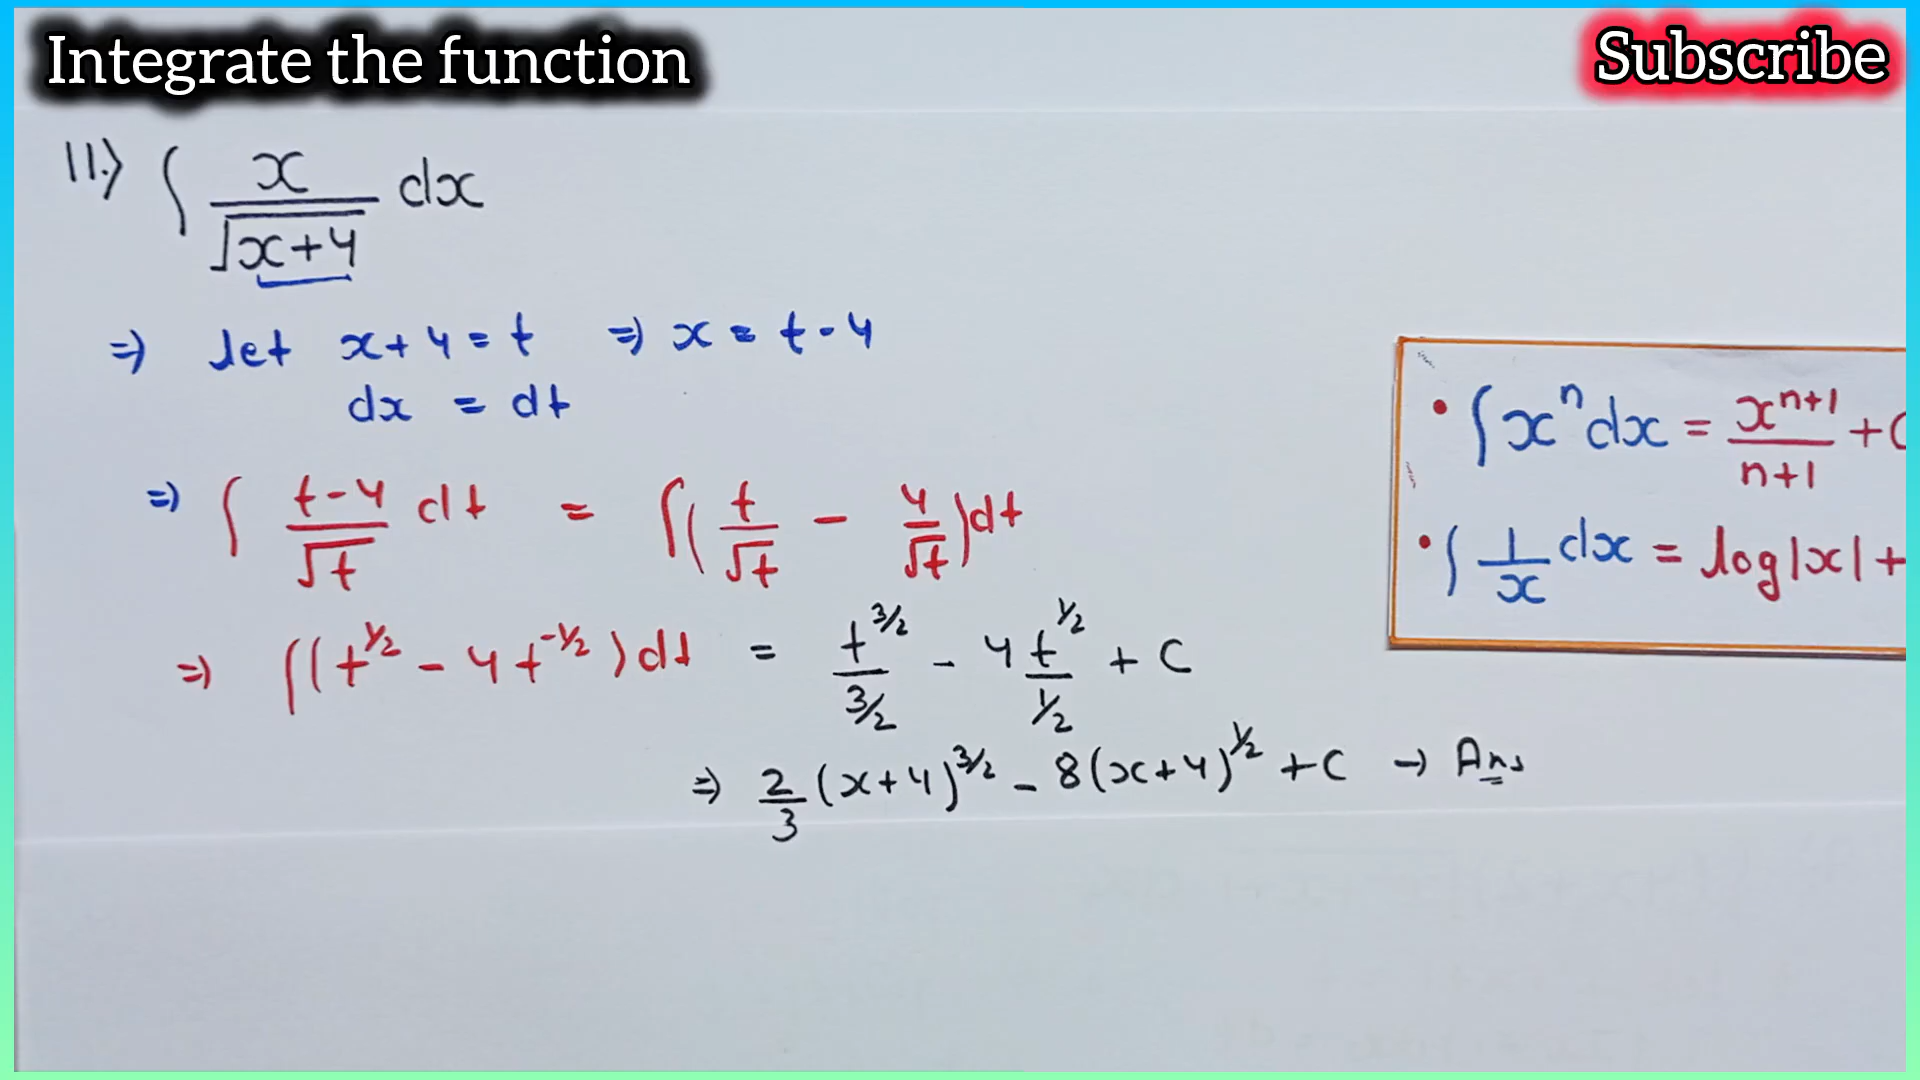 Integrate the function
Subscribe
11.) ∫ x/√(x+4) dx
⇒ let x+4 = t ⇒ x = t-4
dx = dt
⇒ ∫ (t-4)/√t dt = ∫( t/√t - 4/√t )dt
⇒ ∫(t^1/2 - 4t^-1/2 )dt = t^3/2 / 3/2 - 4 t^1/2 / 1/2 + C
⇒ 2/3 (x+4)^3/2 - 8(x+4)^1/2 + C → Ans
• ∫ x^n dx = x^n+1 / n+1 + C
• ∫ 1/x dx = log|x| +